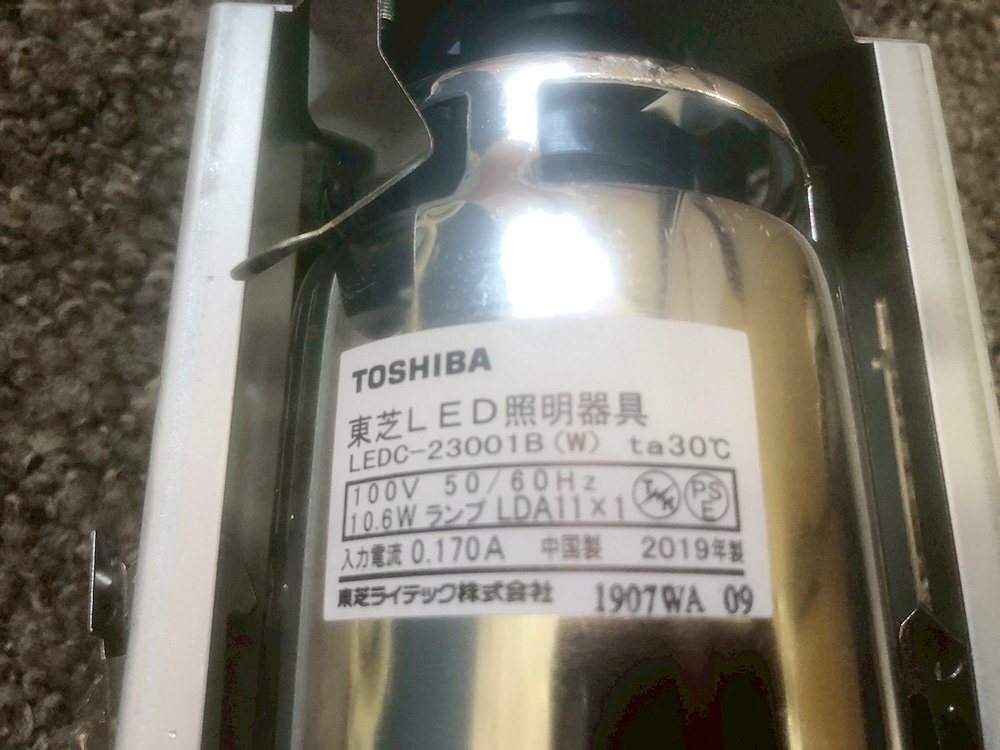 TOSHIBA
東芝LED照明器具
LEDC-23001B(W) ta30℃
100V 50/60Hz
10.6W ランプ LDA11×1
PSE
入力電流 0.170A 中国製 2019年製
東芝ライテック株式会社 1907WA 09